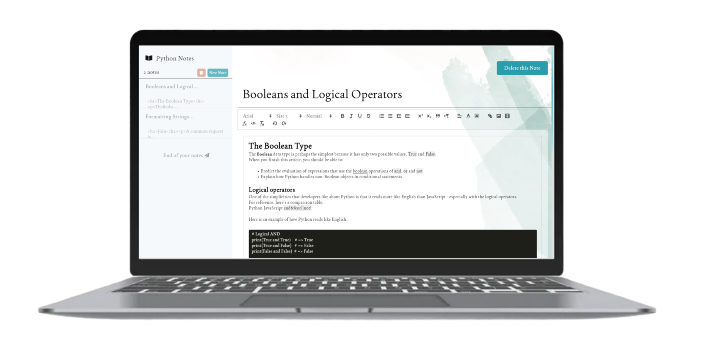 Python Notes
2 notes
New Note
Booleans and Logical ...
Formatting Strings...
End of your Notes
Delete this Note
Booleans and Logical Operators
Arial
Size 1
Normal
The Boolean Type
The Boolean data type is perhaps the simplest because it has only two possible values, True and False.
When you finish this article, you should be able to:
Predict the evaluation of expressions that use the boolean operations of and, or and not
Explain how Python handles non-Boolean objects in conditional statements
Logical operators
One of the simplicities that developers like about Python is that it reads more like English than JavaScript - especially with the logical operators.
For reference, here's a comparison table.
Python JavaScript
Here is an example of how Python reads like English.
# Logical AND
print(True and True) # => True
print(True and False) # => False
print(False and False) # => False